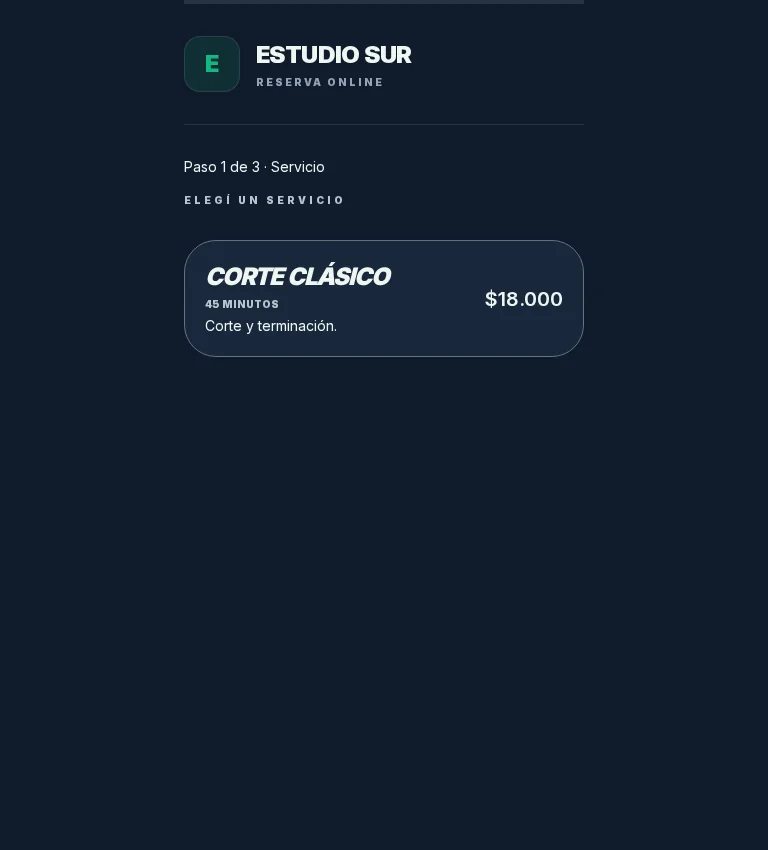 E
ESTUDIO SUR
RESERVA ONLINE
Paso 1 de 3 · Servicio
ELEGÍ UN SERVICIO
CORTE CLÁSICO
45 MINUTOS
Corte y terminación.
$18.000